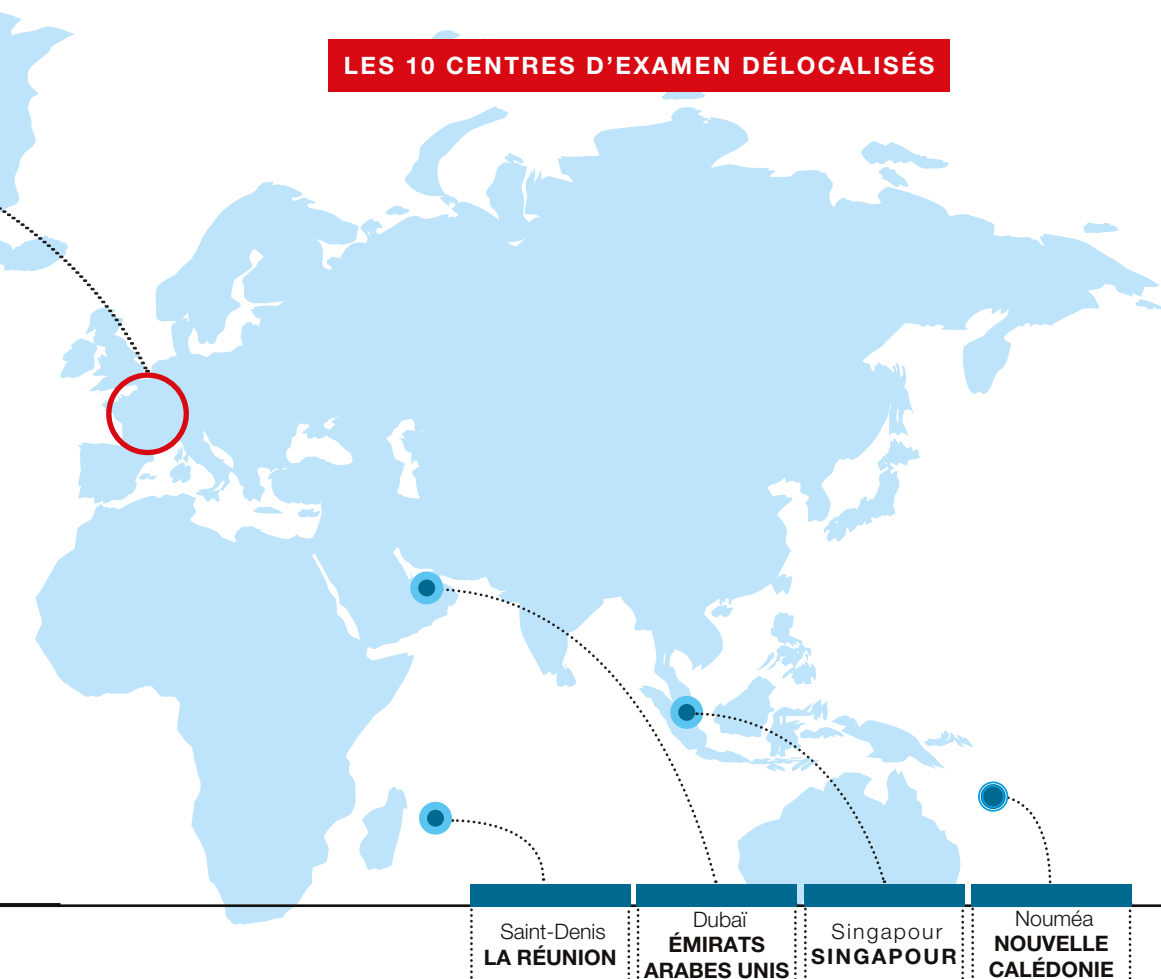 LES 10 CENTRES D'EXAMEN DÉLOCALISÉS
Saint-Denis
LA RÉUNION
Dubaï
ÉMIRATS
ARABES UNIS
Singapour
SINGAPOUR
Nouméa
NOUVELLE
CALÉDONIE